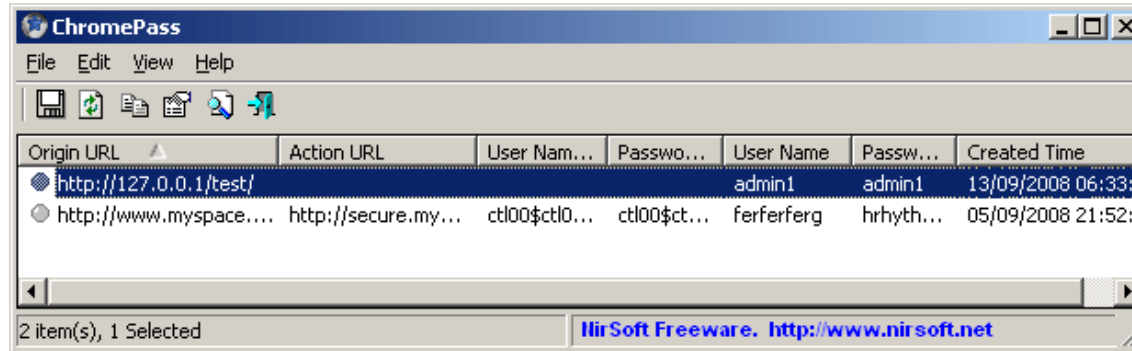 ChromePass
File Edit View Help
Origin URL Action URL User Nam... Passwo... User Name Passw... Created Time
http://127.0.0.1/test/ admin1 admin1 13/09/2008 06:33:
http://www.myspace.... http://secure.my... ctl00$ctl0... ctl00$ct... ferferferg hrhyth... 05/09/2008 21:52:
2 item(s), 1 Selected NirSoft Freeware. http://www.nirsoft.net